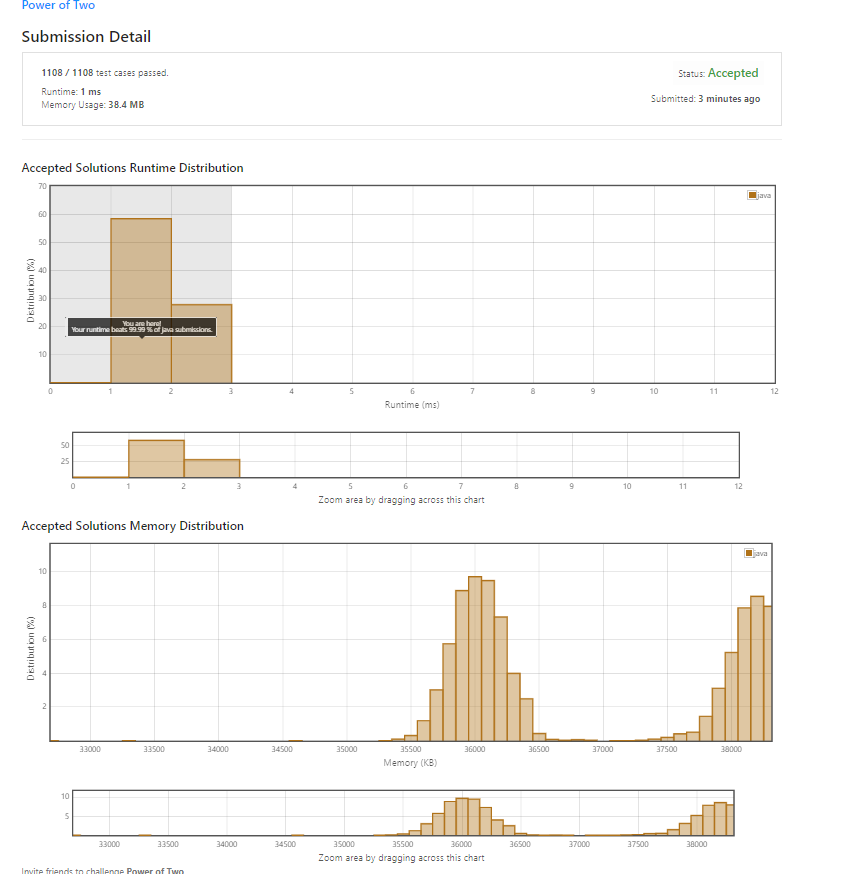 Power of Two
Submission Detail
1108 / 1108 test cases passed.
Status: Accepted
Runtime: 1 ms
Memory Usage: 38.4 MB
Submitted: 3 minutes ago
Accepted Solutions Runtime Distribution
70
60
50
40
30
20
10
java
Distribution (%)
You are here!
Your runtime beats 99.99 % of java submissions.
0 1 2 3 4 5 6 7 8 9 10 11 12
Runtime (ms)
50
25
0 1 2 3 4 5 6 7 8 9 10 11 12
Zoom area by dragging across this chart
Accepted Solutions Memory Distribution
java
10
8
6
4
2
Distribution (%)
33000 33500 34000 34500 35000 35500 36000 36500 37000 37500 38000
Memory (KB)
10
5
33000 33500 34000 34500 35000 35500 36000 36500 37000 37500 38000
Zoom area by dragging across this chart
Invite friends to challenge Power of Two